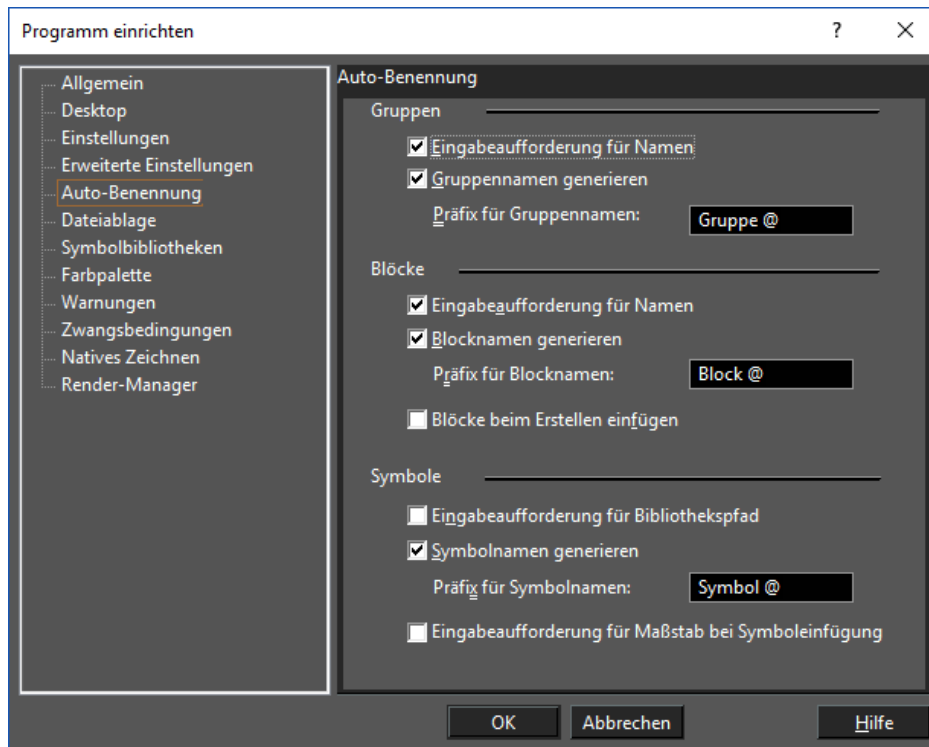 Programm einrichten
?
Allgemein
Desktop
Einstellungen
Erweiterte Einstellungen
Auto-Benennung
Dateiablage
Symbolbibliotheken
Farbpalette
Warnungen
Zwangsbedingungen
Natives Zeichnen
Render-Manager
Auto-Benennung
Gruppen
Eingabeaufforderung für Namen
Gruppennamen generieren
Präfix für Gruppennamen: Gruppe @
Blöcke
Eingabeaufforderung für Namen
Blocknamen generieren
Präfix für Blocknamen: Block @
Blöcke beim Erstellen einfügen
Symbole
Eingabeaufforderung für Bibliothekspfad
Symbolnamen generieren
Präfix für Symbolnamen: Symbol @
Eingabeaufforderung für Maßstab bei Symboleinfügung
OK Abbrechen Hilfe